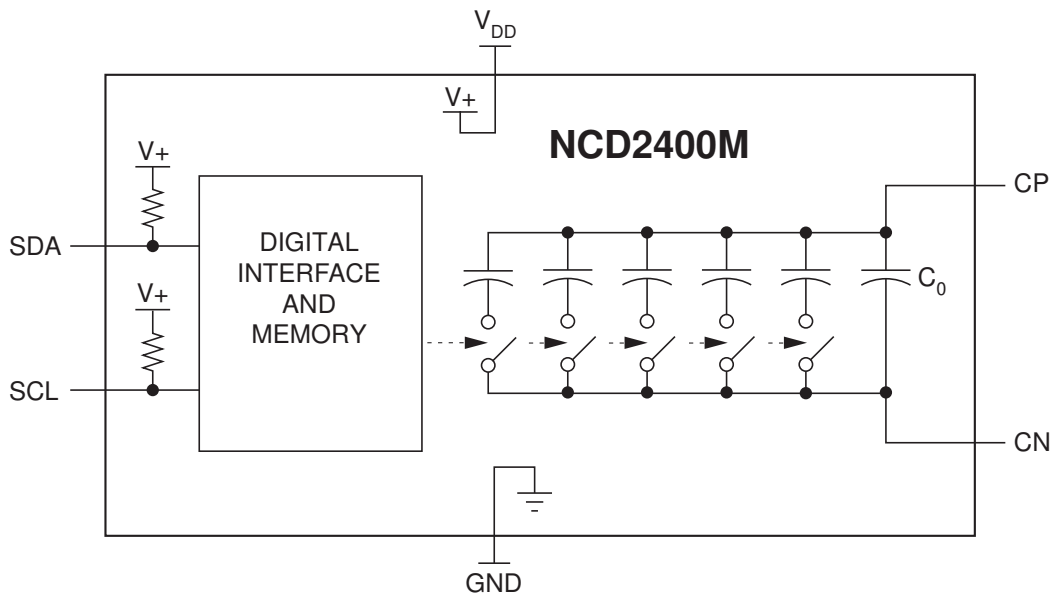 V_DD
V+
NCD2400M
V+
CP
SDA
DIGITAL
INTERFACE
AND
MEMORY
C_0
V+
SCL
CN
GND